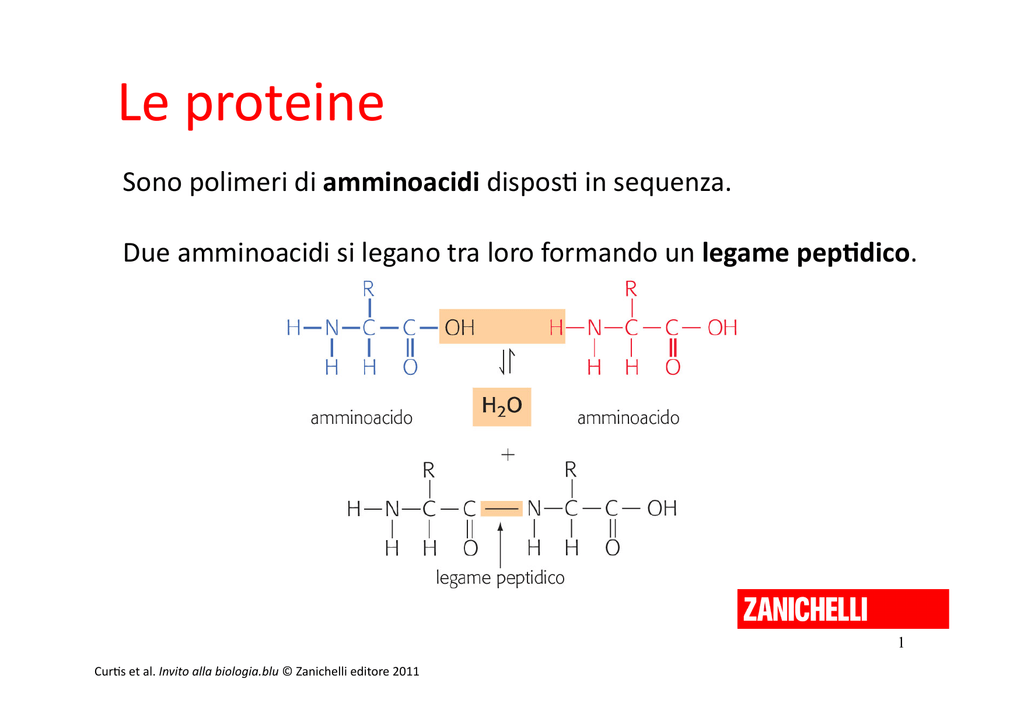 Le proteine
Sono polimeri di amminoacidi disposti in sequenza.
Due amminoacidi si legano tra loro formando un legame peptidico.
R R
H—N—C—C—OH H—N—C—C—OH
H H O H H O
H₂O
amminoacido amminoacido
+
R R
H—N—C—C—N—C—C—OH
H H O H H O
legame peptidico
ZANICHELLI
1
Curtis et al. Invito alla biologia.blu © Zanichelli editore 2011